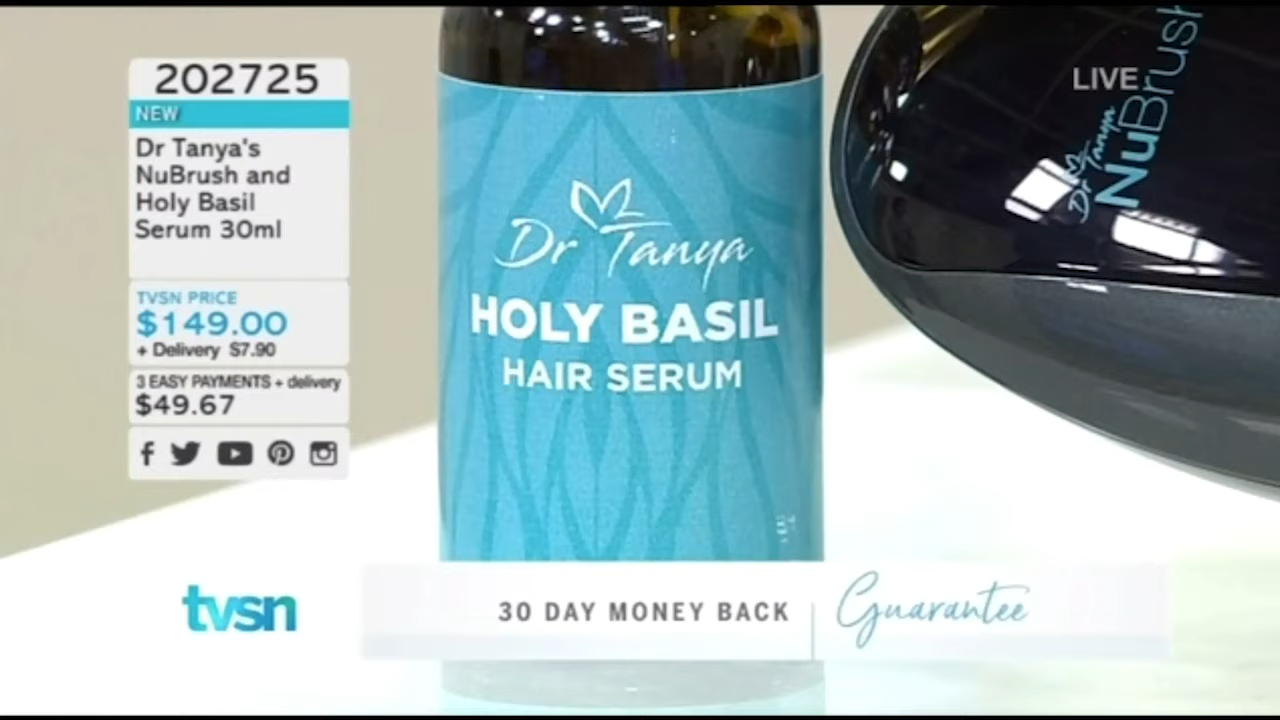 202725
NEW
Dr Tanya's
NuBrush and
Holy Basil
Serum 30ml
TVSN PRICE
$149.00
+ Delivery $7.90
3 EASY PAYMENTS + delivery
$49.67
Dr Tanya
HOLY BASIL
HAIR SERUM
LIVE
Dr Tanya
NuBrush
tvsn
30 DAY MONEY BACK
Guarantee